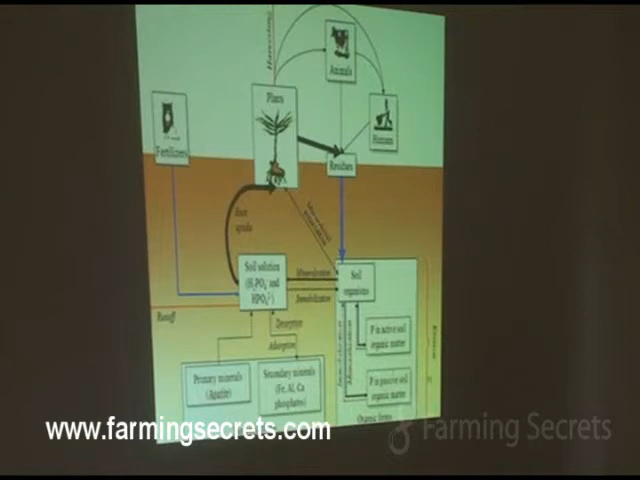 Harvesting
Animals
Plants
Fertilizers
Humans
Residues
Root
uptake
Soil solution
(H₂PO₄⁻ and
HPO₄²⁻)
Mineralization
Immobilization
Soil
organisms
Runoff
Desorption
Adsorption
P in active soil
organic matter
Primary minerals
(Apatite)
Secondary minerals
(Fe, Al, Ca
phosphates)
P in passive soil
organic matter
Organic forms
www.farmingsecrets.com
Farming Secrets